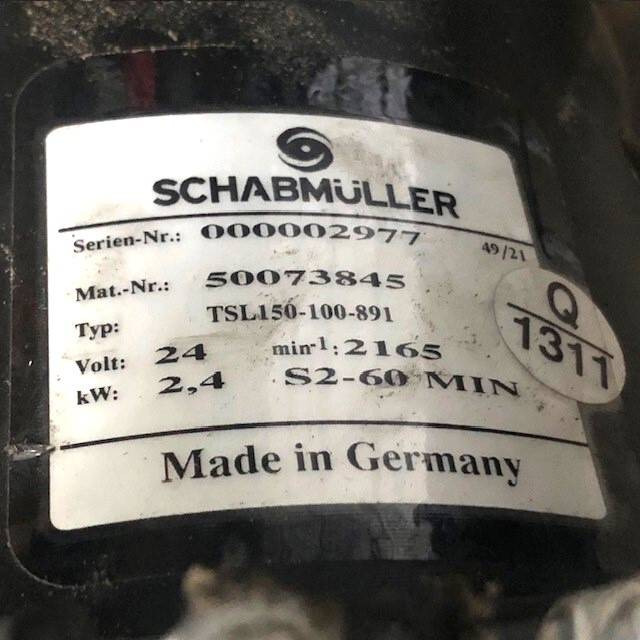 SCHABMÜLLER
Serien-Nr.: 000002977 49/21
Mat.-Nr.: 50073845
Typ: TSL150-100-891
Volt: 24 min-1: 2165
kW: 2,4 S2-60 MIN
Made in Germany
Q
1311